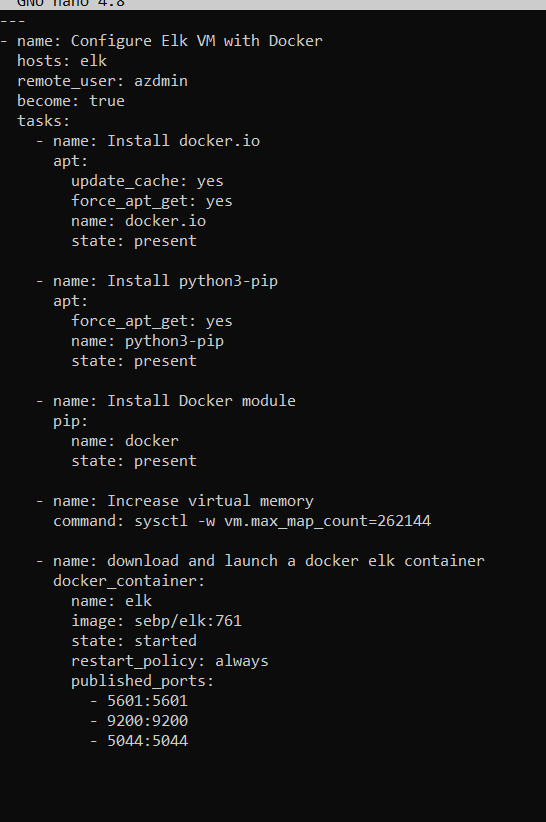 GNU nano 4.8
---
- name: Configure Elk VM with Docker
  hosts: elk
  remote_user: azdmin
  become: true
  tasks:
    - name: Install docker.io
      apt:
        update_cache: yes
        force_apt_get: yes
        name: docker.io
        state: present

    - name: Install python3-pip
      apt:
        force_apt_get: yes
        name: python3-pip
        state: present

    - name: Install Docker module
      pip:
        name: docker
        state: present

    - name: Increase virtual memory
      command: sysctl -w vm.max_map_count=262144

    - name: download and launch a docker elk container
      docker_container:
        name: elk
        image: sebp/elk:761
        state: started
        restart_policy: always
        published_ports:
          - 5601:5601
          - 9200:9200
          - 5044:5044